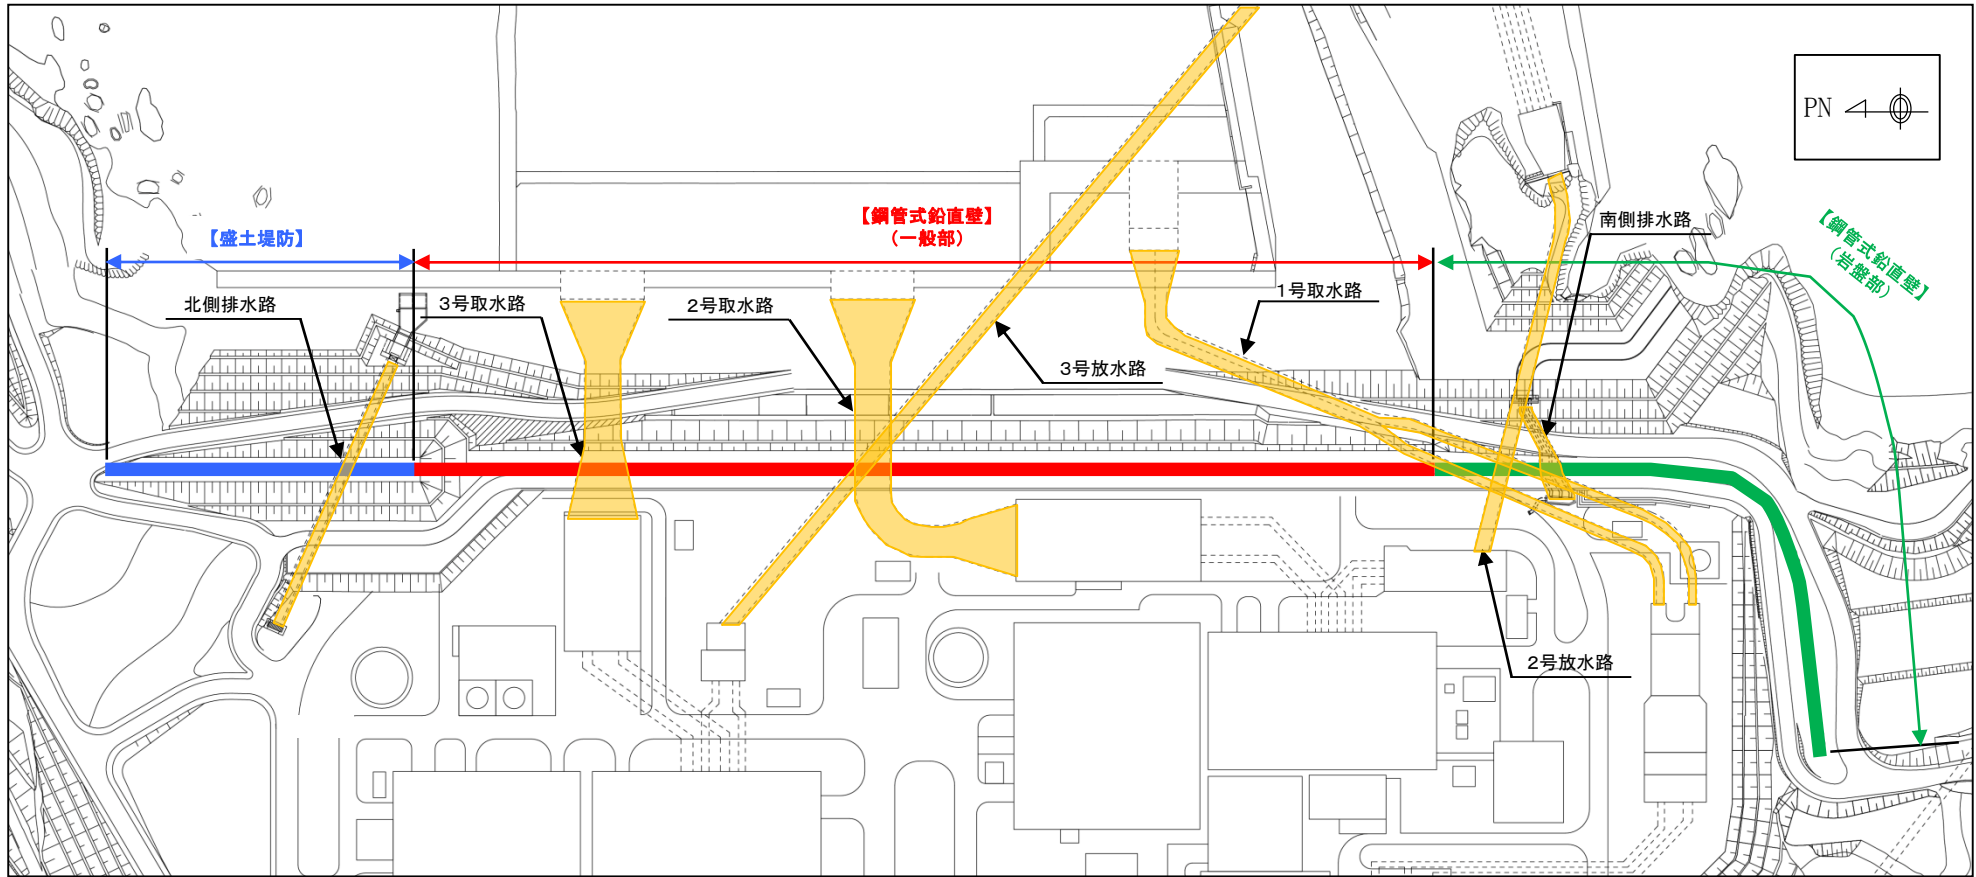 PN
【盛土堤防】
【鋼管式鉛直壁】
（一般部）
【鋼管式鉛直壁】
（岩盤部）
南側排水路
北側排水路
3号取水路
2号取水路
1号取水路
3号放水路
2号放水路